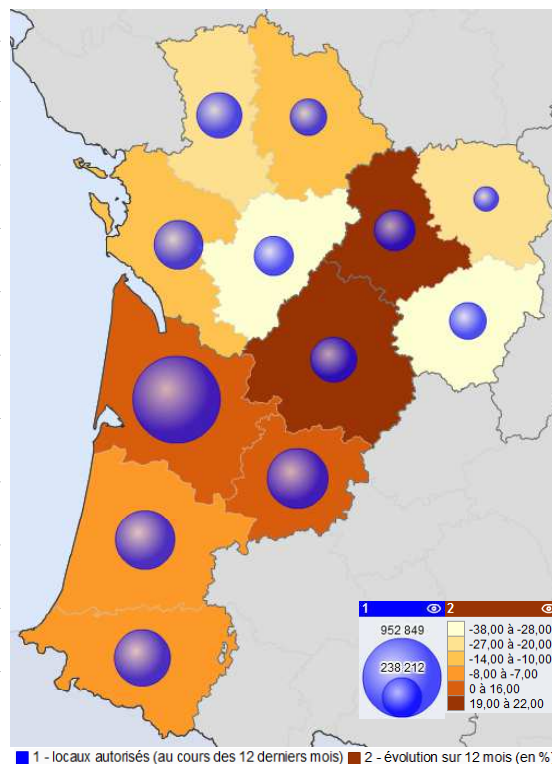 1 2
952 849
238 212
-38,00 à -28,00
-27,00 à -20,00
-14,00 à -10,00
-8,00 à -7,00
0 à 16,00
19,00 à 22,00
1 - locaux autorisés (au cours des 12 derniers mois) 2 - évolution sur 12 mois (en %)